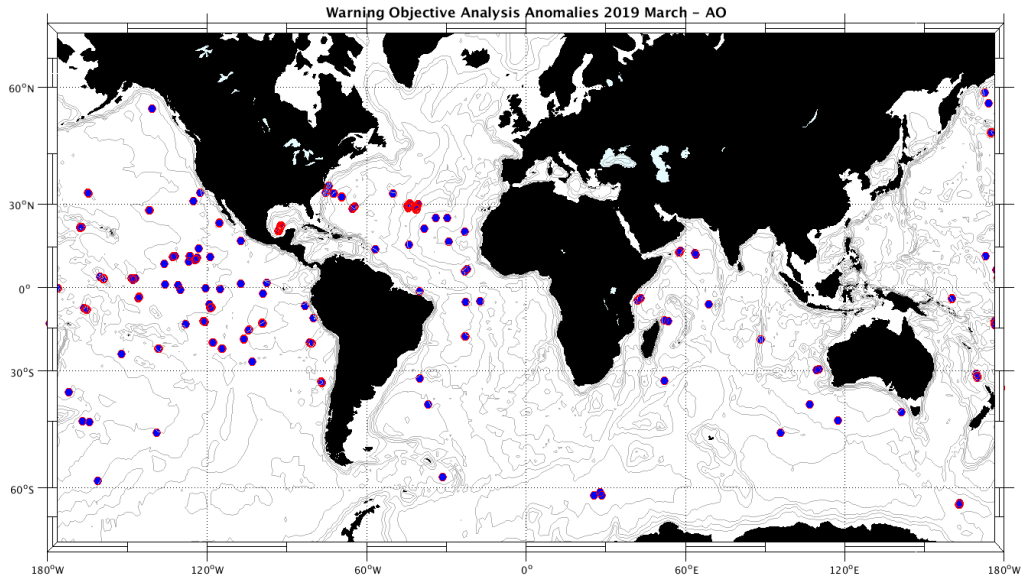 Warning Objective Analysis Anomalies 2019 March – AO
60°N
30°N
0°
30°S
60°S
180°W 120°W 60°W 0° 60°E 120°E 180°W